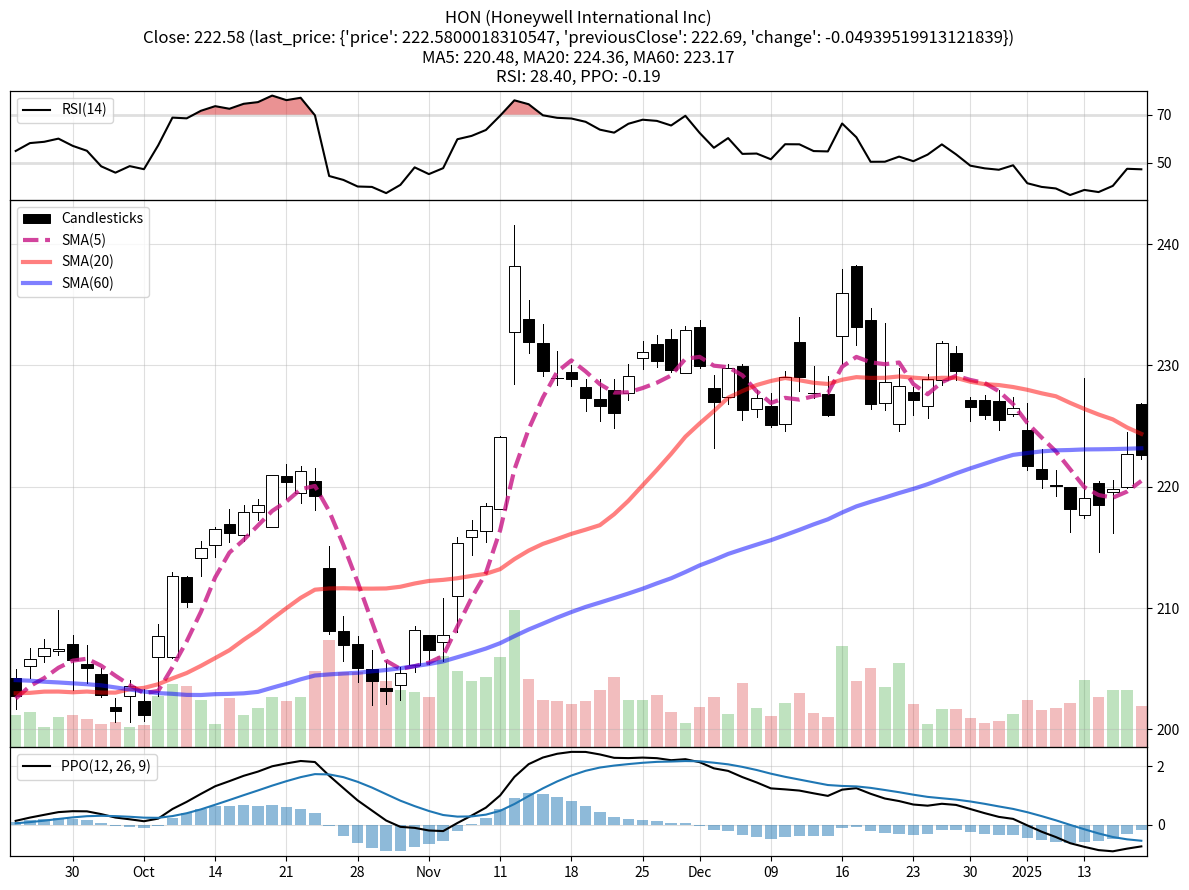 HON (Honeywell International Inc)
Close: 222.58 (last_price: {'price': 222.5800018310547, 'previousClose': 222.69, 'change': -0.04939519913121839})
MA5: 220.48, MA20: 224.36, MA60: 223.17
RSI: 28.40, PPO: -0.19
RSI(14)
70
50
Candlesticks
SMA(5)
SMA(20)
SMA(60)
240
230
220
210
200
PPO(12, 26, 9)
2
0
30 Oct 14 21 28 Nov 11 18 25 Dec 09 16 23 30 2025 13